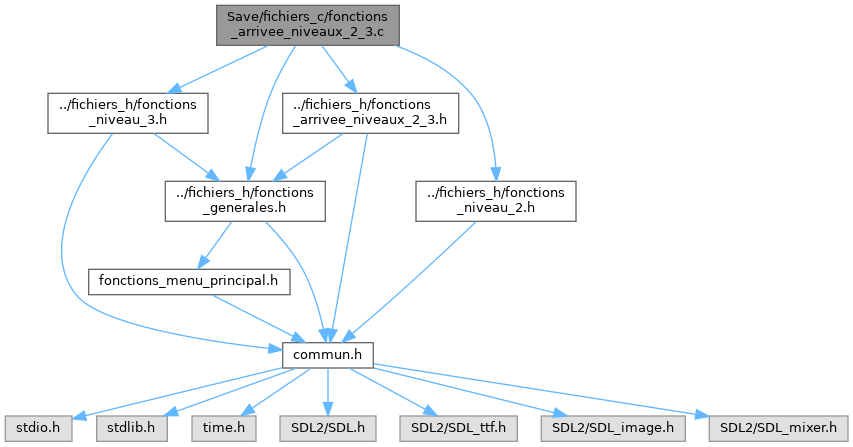 Save/fichiers_c/fonctions
_arrivee_niveaux_2_3.c
../fichiers_h/fonctions
_niveau_3.h
../fichiers_h/fonctions
_arrivee_niveaux_2_3.h
../fichiers_h/fonctions
_generales.h
../fichiers_h/fonctions
_niveau_2.h
fonctions_menu_principal.h
commun.h
stdio.h
stdlib.h
time.h
SDL2/SDL.h
SDL2/SDL_ttf.h
SDL2/SDL_image.h
SDL2/SDL_mixer.h